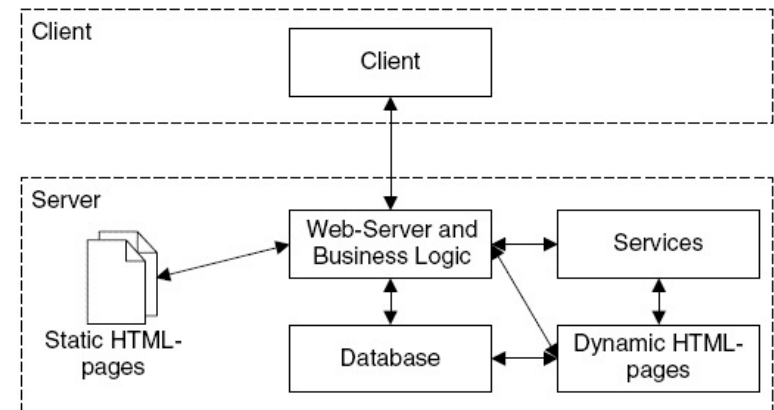 Client
Client
Server
Web-Server and
Business Logic
Services
Static HTML-
pages
Database
Dynamic HTML-
pages